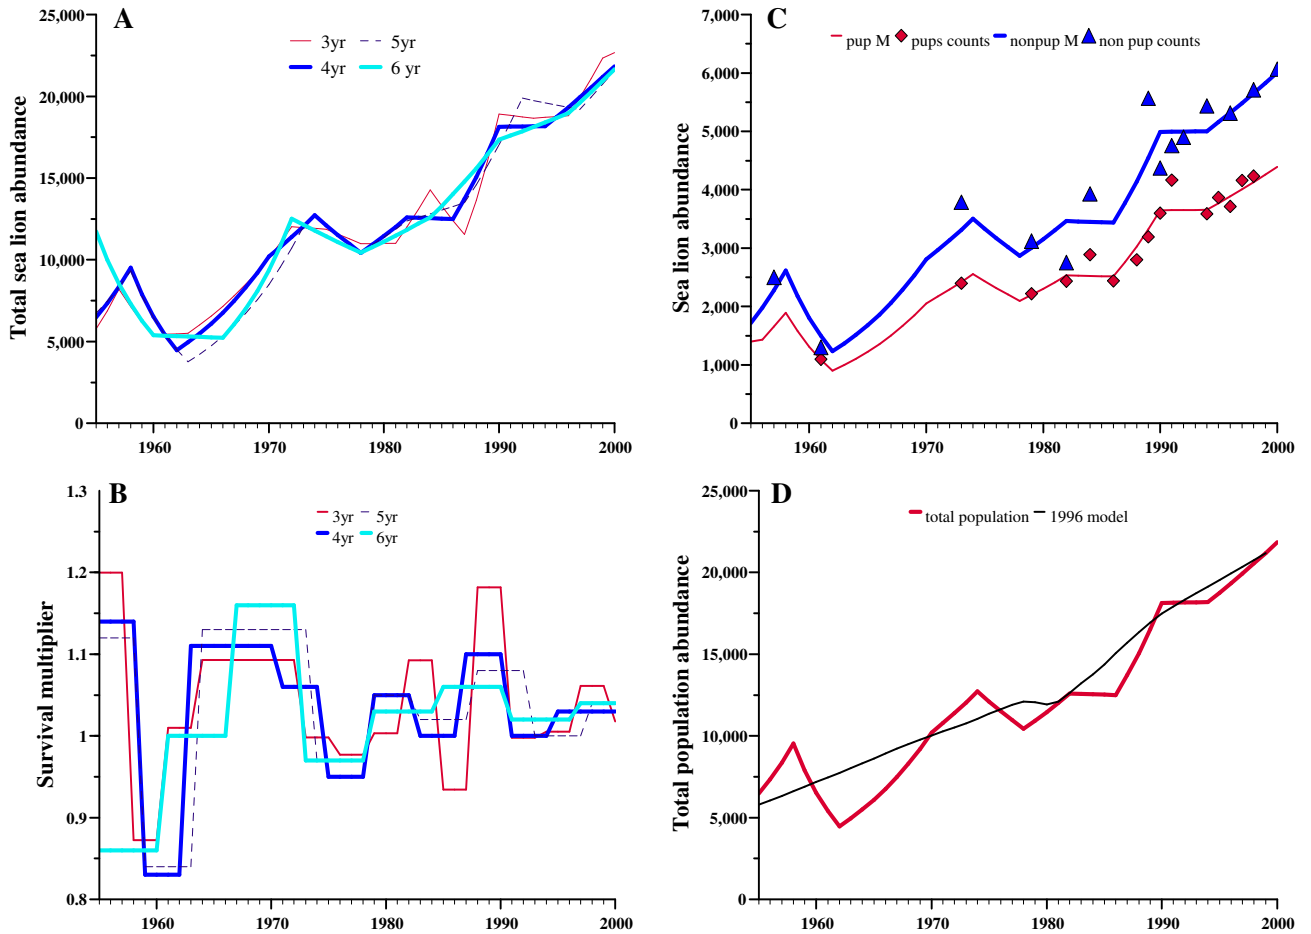 A
25,000
20,000
15,000
10,000
5,000
0
Total sea lion abundance
3yr 5yr
4yr 6 yr
1960 1970 1980 1990 2000
C
7,000
6,000
5,000
4,000
3,000
2,000
1,000
0
Sea lion abundance
pup M pups counts nonpup M non pup counts
1960 1970 1980 1990 2000
B
1.3
1.2
1.1
1
0.9
0.8
Survival multiplier
3yr 5yr
4yr 6yr
1960 1970 1980 1990 2000
D
25,000
20,000
15,000
10,000
5,000
0
Total population abundance
total population 1996 model
1960 1970 1980 1990 2000